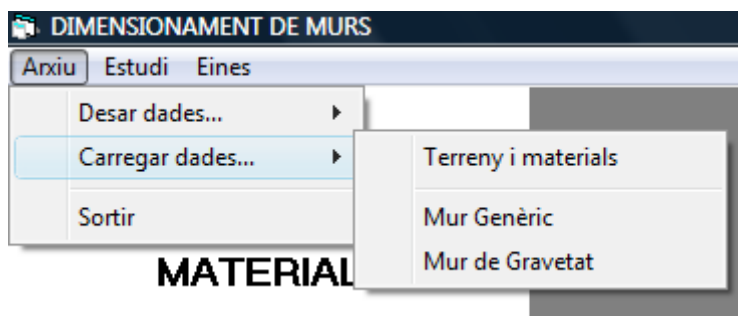 DIMENSIONAMENT DE MURS
Arxiu Estudi Eines
Desar dades...
Carregar dades...
Terreny i materials
Sortir
Mur Genèric
Mur de Gravetat
MATERIAL